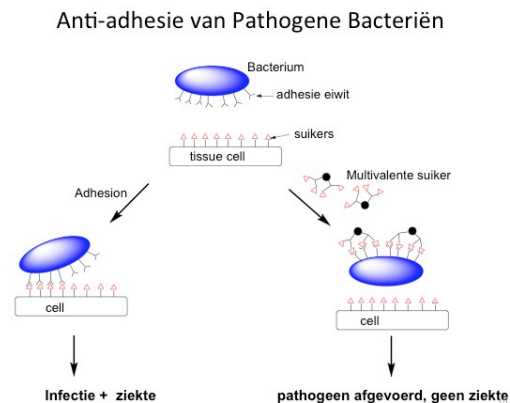 Anti-adhesie van Pathogene Bacteriën
Bacterium
adhesie eiwit
suikers
tissue cell
Multivalente suiker
Adhesion
cell
cell
Infectie + ziekte
pathogeen afgevoerd, geen ziekte